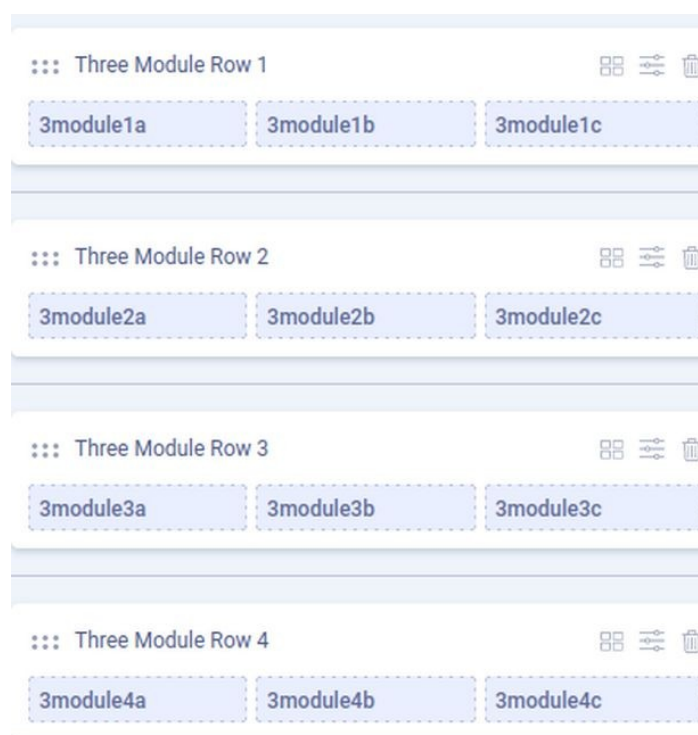 Three Module Row 1
3module1a 3module1b 3module1c
Three Module Row 2
3module2a 3module2b 3module2c
Three Module Row 3
3module3a 3module3b 3module3c
Three Module Row 4
3module4a 3module4b 3module4c